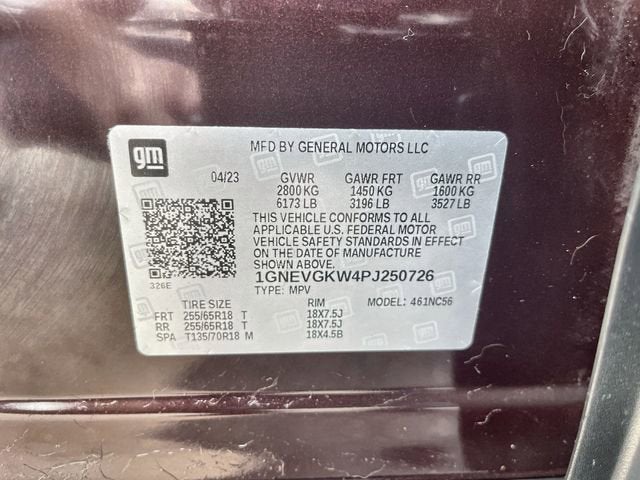 gm
MFD BY GENERAL MOTORS LLC
04/23 GVWR GAWR FRT GAWR RR
2800 KG 1450 KG 1600 KG
6173 LB 3196 LB 3527 LB
THIS VEHICLE CONFORMS TO ALL
APPLICABLE U.S. FEDERAL MOTOR
VEHICLE SAFETY STANDARDS IN EFFECT
ON THE DATE OF MANUFACTURE
SHOWN ABOVE.
1GNEVGKW4PJ250726
326E
TYPE: MPV
TIRE SIZE RIM MODEL: 461NC56
FRT 255/65R18 T 18X7.5J
RR 255/65R18 T 18X7.5J
SPA T135/70R18 M 18X4.5B